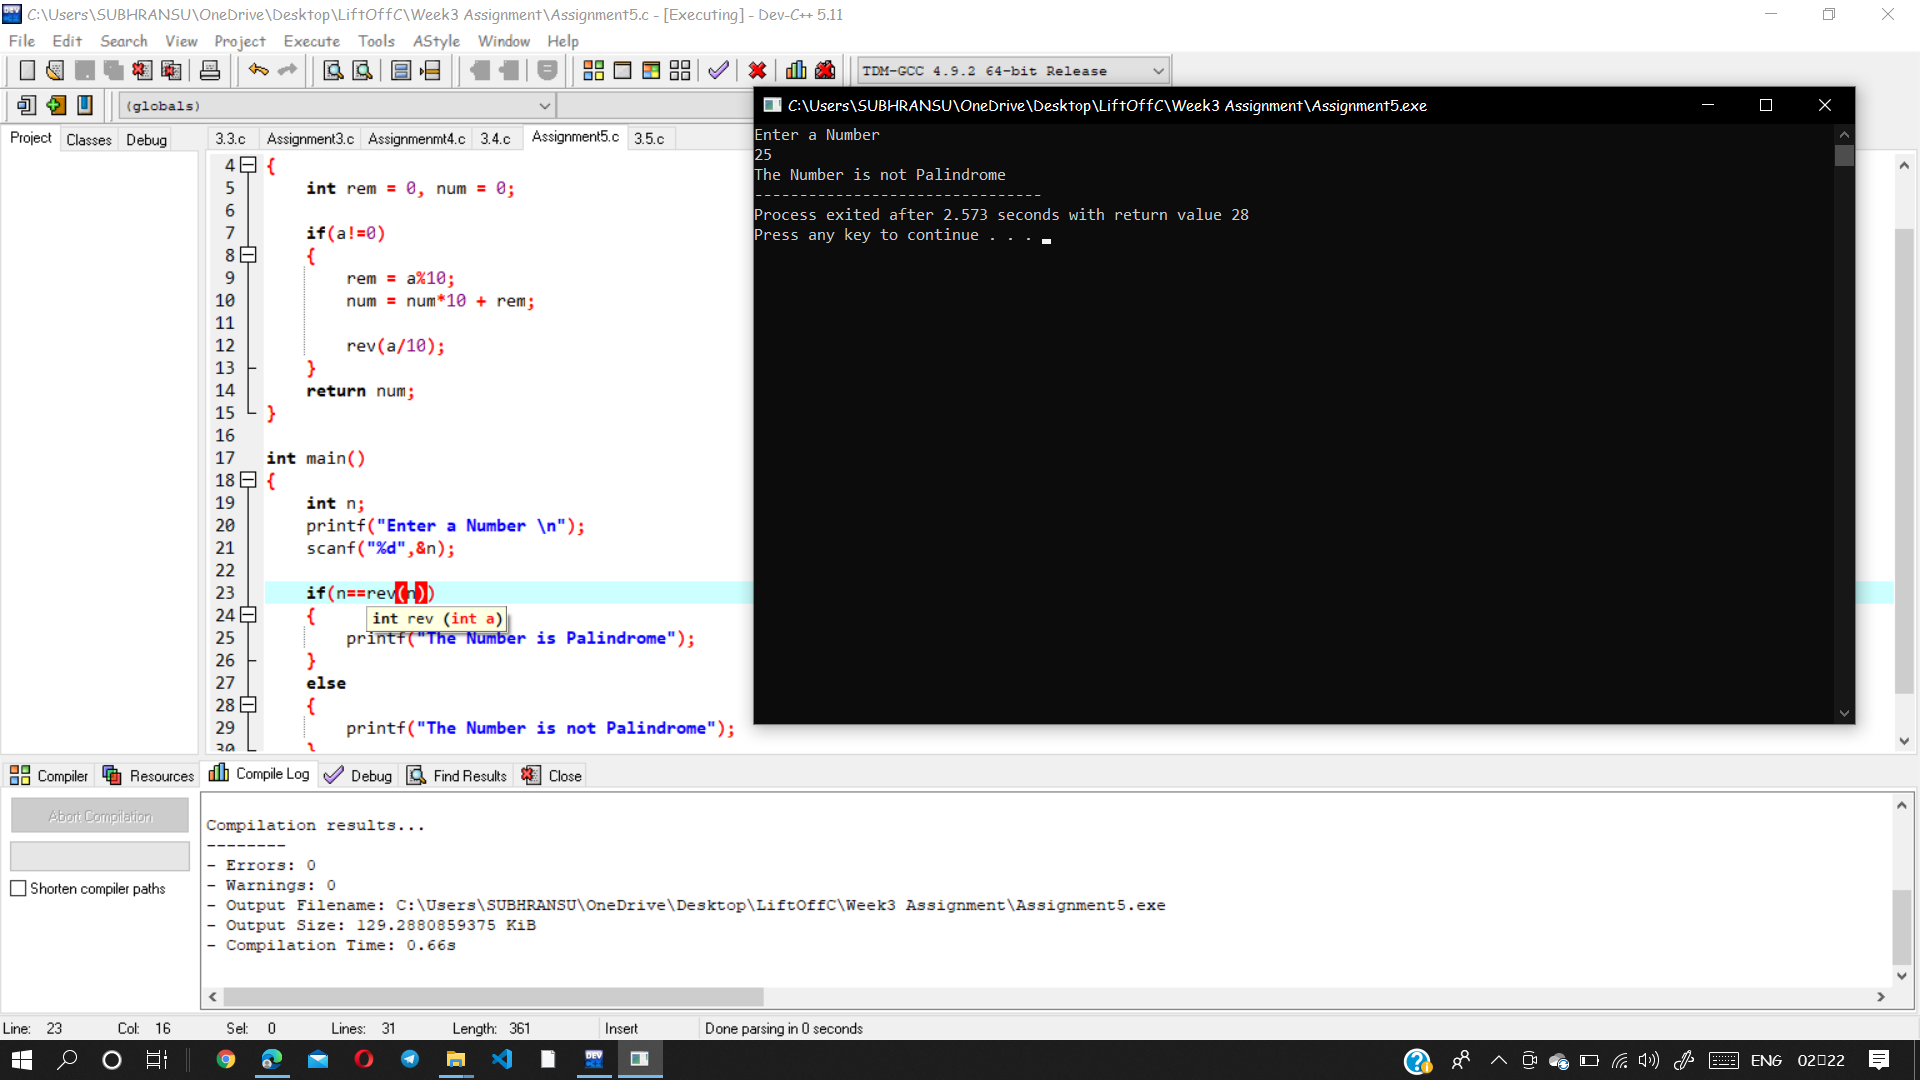 C:\Users\SUBHRANSU\OneDrive\Desktop\LiftOffC\Week3 Assignment\Assignment5.c - [Executing] - Dev-C++ 5.11
File Edit Search View Project Execute Tools AStyle Window Help
TDM-GCC 4.9.2 64-bit Release
(globals)
Project Classes Debug
3.3.c Assignment3.c Assignmenmt4.c 3.4.c Assignment5.c 3.5.c
4 {
5 int rem = 0, num = 0;
6
7 if(a!=0)
8 {
9 rem = a%10;
10 num = num*10 + rem;
11
12 rev(a/10);
13 }
14 return num;
15 }
16
17 int main()
18 {
19 int n;
20 printf("Enter a Number \n");
21 scanf("%d",&n);
22
23 if(n==rev(n))
24 {
int rev (int a)
25 printf("The Number is Palindrome");
26 }
27 else
28 {
29 printf("The Number is not Palindrome");
30 }
C:\Users\SUBHRANSU\OneDrive\Desktop\LiftOffC\Week3 Assignment\Assignment5.exe
Enter a Number
25
The Number is not Palindrome
--------------------------------
Process exited after 2.573 seconds with return value 28
Press any key to continue . . .
Compiler Resources Compile Log Debug Find Results Close
Abort Compilation
Shorten compiler paths
Compilation results...
--------
- Errors: 0
- Warnings: 0
- Output Filename: C:\Users\SUBHRANSU\OneDrive\Desktop\LiftOffC\Week3 Assignment\Assignment5.exe
- Output Size: 129.2880859375 KiB
- Compilation Time: 0.66s
Line: 23 Col: 16 Sel: 0 Lines: 31 Length: 361 Insert Done parsing in 0 seconds
ENG 02▯22